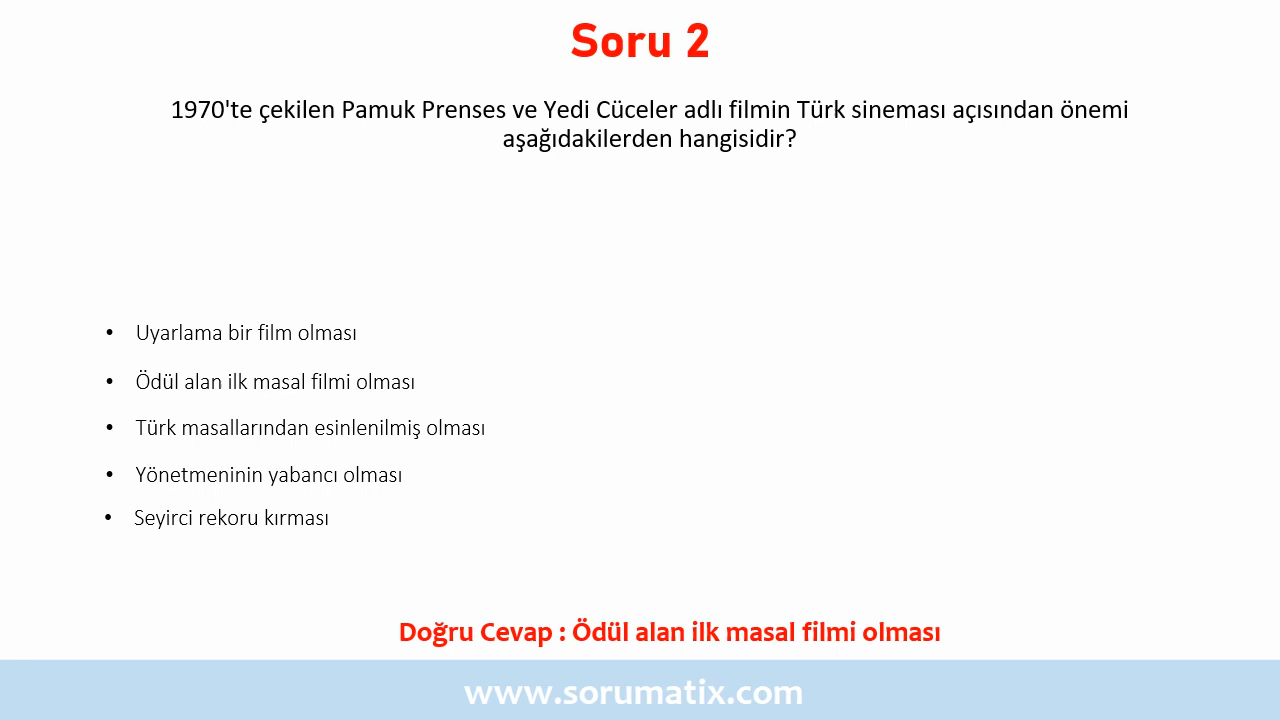 Soru 2
1970'te çekilen Pamuk Prenses ve Yedi Cüceler adlı filmin Türk sineması açısından önemi
aşağıdakilerden hangisidir?
• Uyarlama bir film olması
• Ödül alan ilk masal filmi olması
• Türk masallarından esinlenilmiş olması
• Yönetmeninin yabancı olması
• Seyirci rekoru kırması
Doğru Cevap : Ödül alan ilk masal filmi olması
www.sorumatix.com